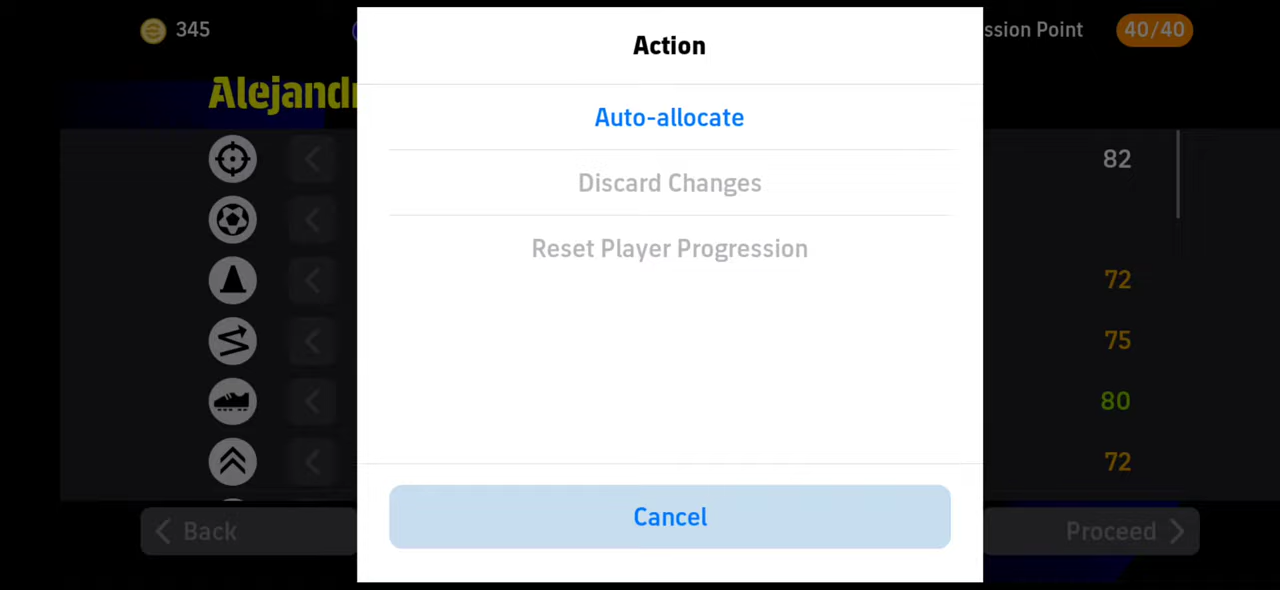 345
Action
ssion Point
40/40
Alejand
Auto-allocate
82
Discard Changes
Reset Player Progression
72
75
80
72
Cancel
Back
Proceed